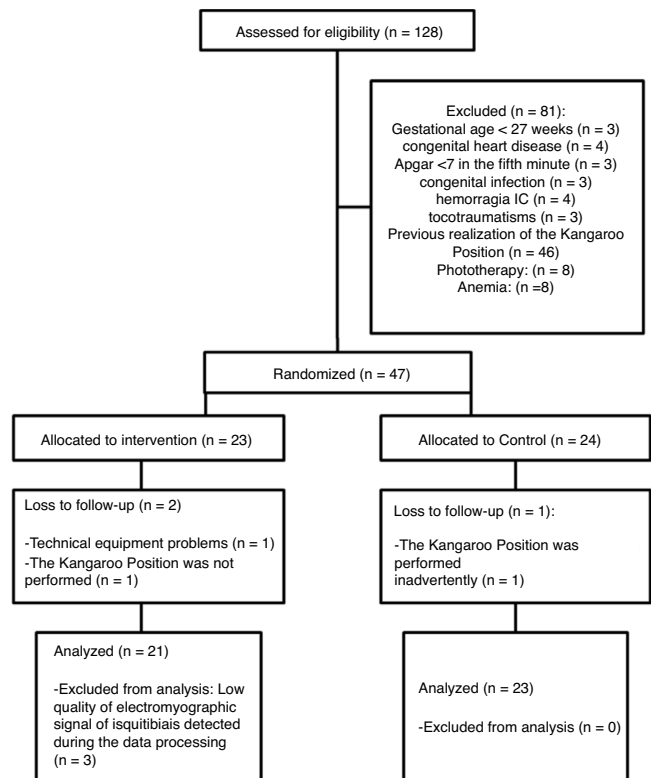 Assessed for eligibility (n = 128)
Excluded (n = 81):
Gestational age < 27 weeks (n = 3)
congenital heart disease (n = 4)
Apgar <7 in the fifth minute (n = 3)
congenital infection (n = 3)
hemorragia IC (n = 4)
tocotraumatisms (n = 3)
Previous realization of the Kangaroo
Position (n = 46)
Phototherapy: (n = 8)
Anemia: (n =8)
Randomized (n = 47)
Allocated to intervention (n = 23)
Allocated to Control (n = 24)
Loss to follow-up (n = 2)
-Technical equipment problems (n = 1)
-The Kangaroo Position was not
performed (n = 1)
Loss to follow-up (n = 1):
-The Kangaroo Position was
performed
inadvertently (n = 1)
Analyzed (n = 21)
-Excluded from analysis: Low
quality of electromyographic
signal of isquitibiais detected
during the data processing
(n = 3)
Analyzed (n = 23)
-Excluded from analysis (n = 0)